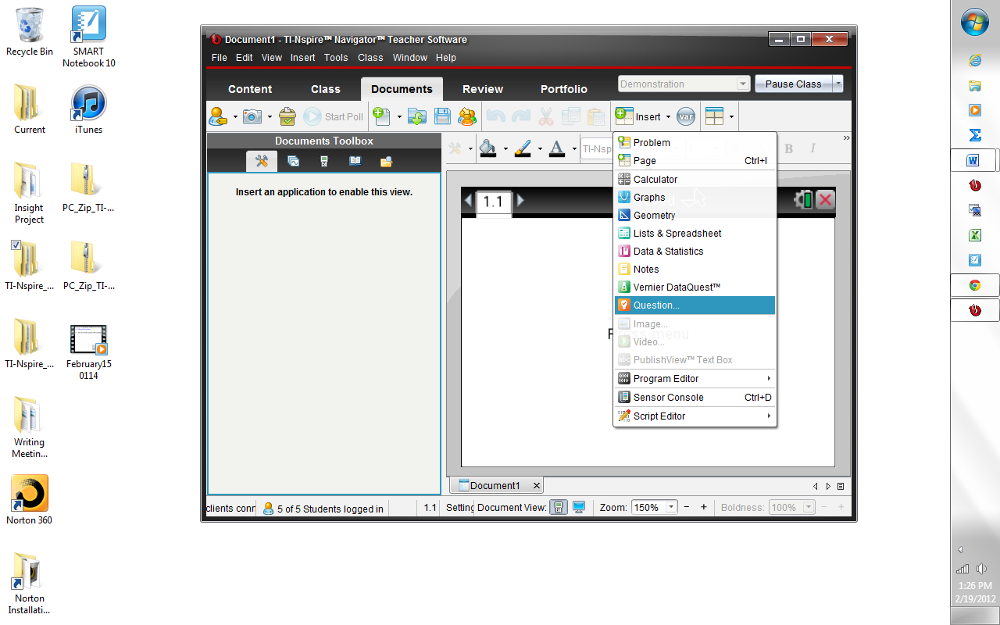 Recycle Bin
SMART
Notebook 10
Current
iTunes
Insight
Project
PC_Zip_TI-...
TI-Nspire_...
PC_Zip_TI-...
TI-Nspire_...
February15
0114
Writing
Meetin...
Norton 360
Norton
Installati...
Document1 - TI-Nspire™ Navigator™ Teacher Software
File Edit View Insert Tools Class Window Help
Content Class Documents Review Portfolio
Demonstration
Pause Class
Start Poll
Insert
var
Documents Toolbox
Insert an application to enable this view.
A
TI-Nsp
B I
»
1.1
Problem
Page Ctrl+I
Calculator
Graphs
Geometry
Lists & Spreadsheet
Data & Statistics
Notes
Vernier DataQuest™
Question...
Image...
Video...
menu
abc PublishView™ Text Box
Program Editor
Sensor Console Ctrl+D
Script Editor
Document1
clients conn
5 of 5 Students logged in
1.1
Setting
Document View:
Zoom: 150% - +
Boldness: 100% - +
1:26 PM
2/19/2012